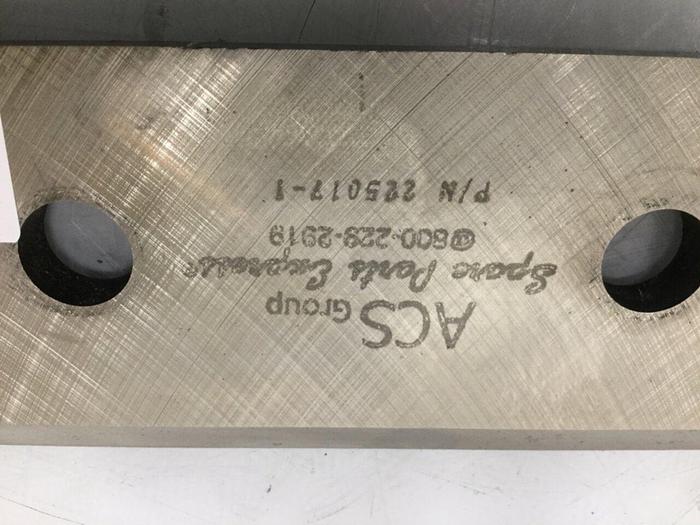 ACS Group
Spare Parts Express
@800-229-2919
P/N 225017-1